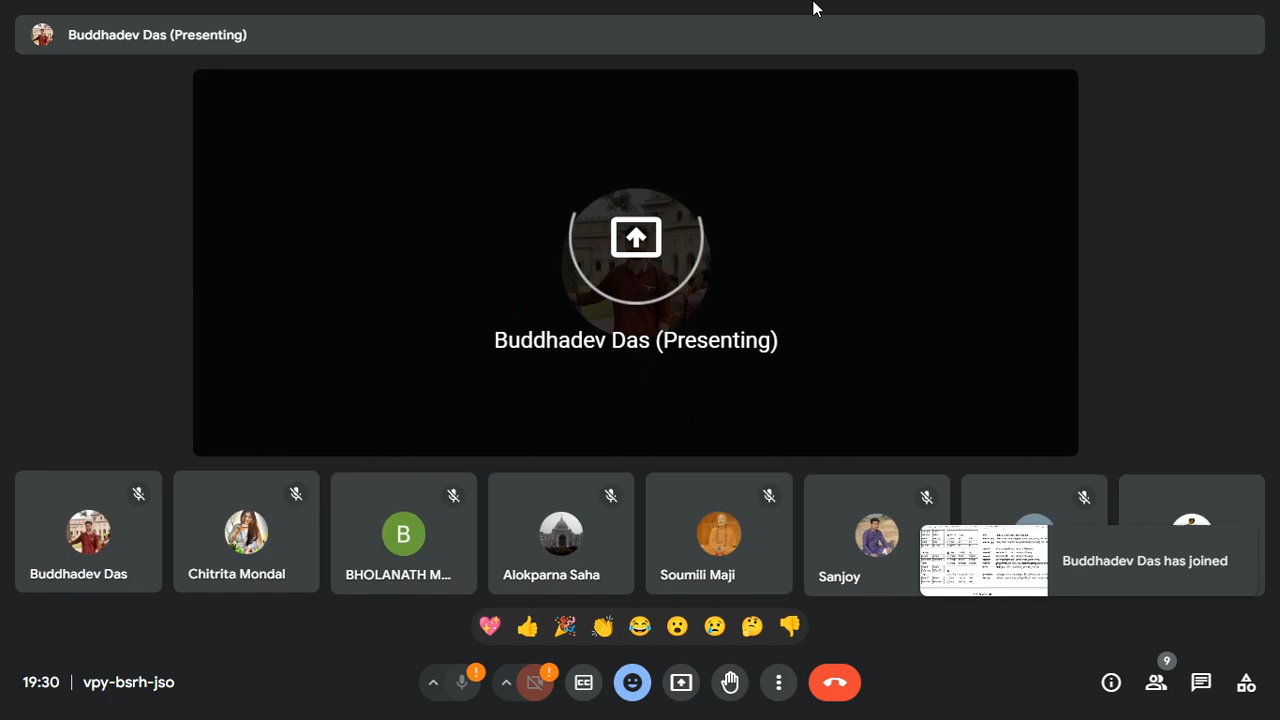 Buddhadev Das (Presenting)
Buddhadev Das (Presenting)
Buddhadev Das
Chitrita Mandal
B
BHOLANATH M...
Alokparna Saha
Soumili Maji
Sanjoy
Buddhadev Das has joined
9
19:30 | vpy-bsrh-jso